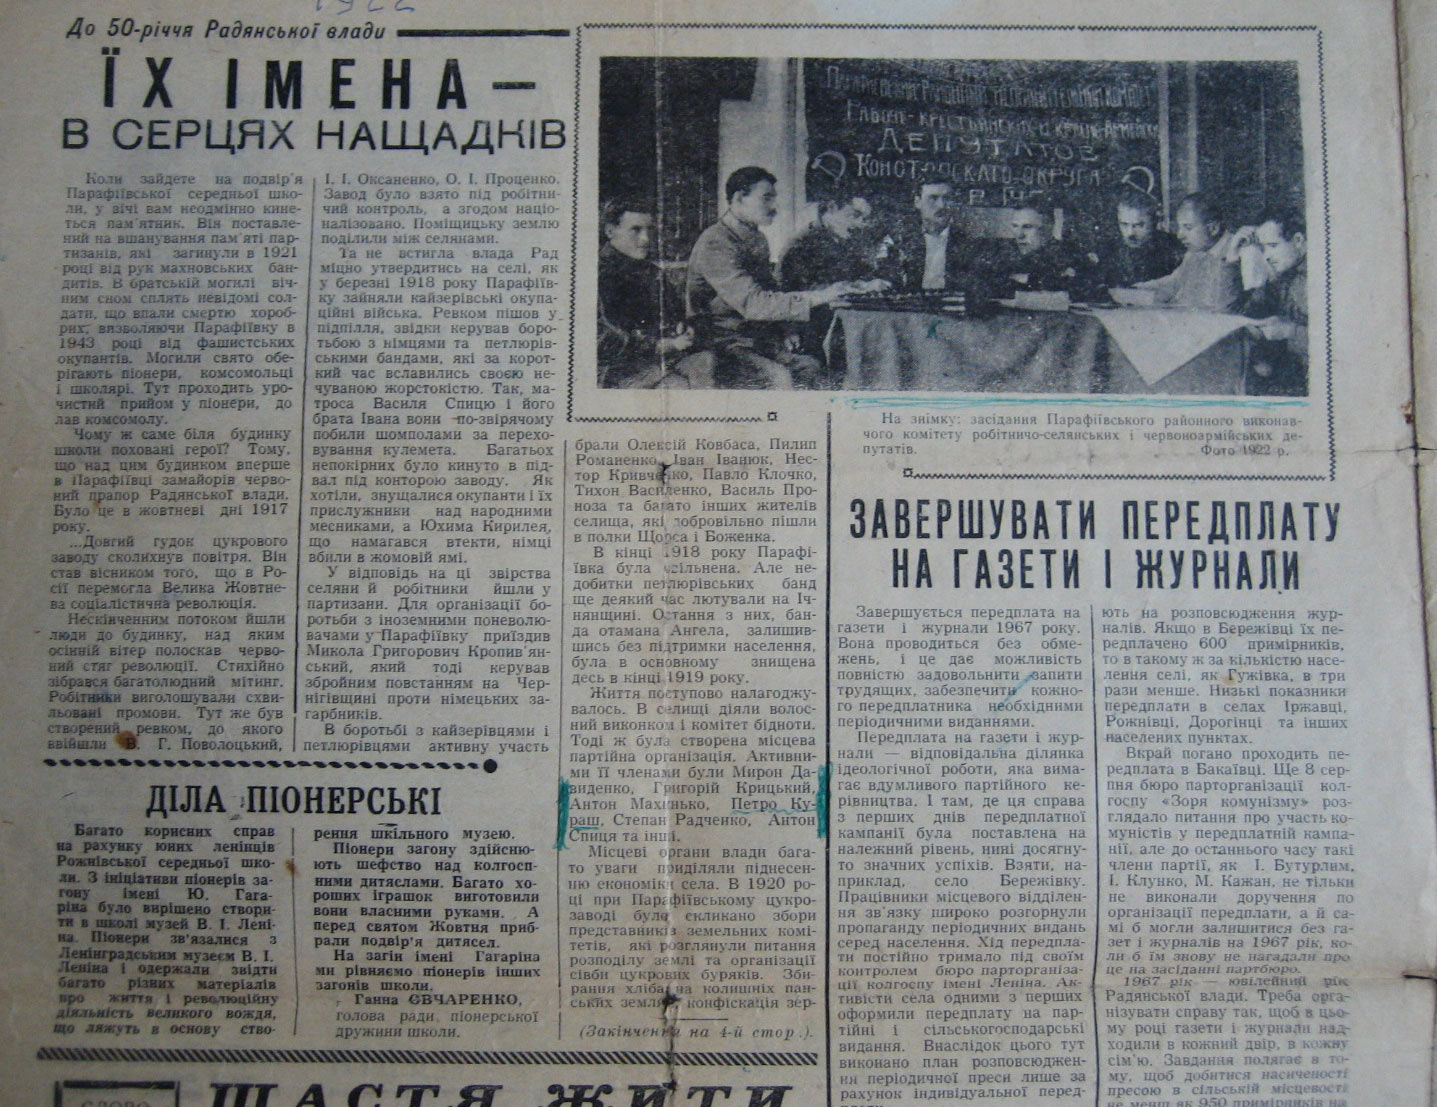 1922
До 50-річчя Радянської влади
ЇХ ІМЕНА —
В СЕРЦЯХ НАЩАДКІВ
Коли зайдете на подвір'я
Парафіївської середньої шко-
ли, у вічі вам неодмінно кине-
ться пам'ятник. Він поставле-
ний на вшанування пам'яті пар-
тизанів, які загинули в 1921
році від рук махновських бан-
дитів. В братській могилі віч-
ним сном сплять невідомі сол-
дати, що впали смертю хороб-
рих, визволяючи Парафіївку в
1943 році від фашистських
окупантів. Могили свято обе-
рігають піонери, комсомольці
і школярі. Тут проходить уро-
чистий прийом у піонери, до
лав комсомолу.
Чому ж саме біля будинку
школи поховані герої? Тому,
що над цим будинком вперше
в Парафіївці замайорів черво-
ний прапор Радянської влади.
Було це в жовтневі дні 1917
року.
...Довгий гудок цукрового
заводу сколихнув повітря. Він
став вісником того, що в Ро-
сії перемогла Велика Жовтне-
ва соціалістична революція.
Нескінченним потоком йшли
люди до будинку, над яким
осінній вітер полоскав черво-
ний стяг революції. Стихійно
зібрався багатолюдний мітинг.
Робітники виголошували схви-
льовані промови. Тут же був
створений ревком, до якого
ввійшли В. Г. Поволоцький,
І. І. Оксаненко, О. І. Проценко.
Завод було взято під робітни-
чий контроль, а згодом націо-
налізовано. Поміщицьку землю
поділили між селянами.
Та не встигла влада Рад
міцно утвердитись на селі, як
у березні 1918 року Парафіїв-
ку зайняли кайзерівські окупа-
ційні війська. Ревком пішов у
підпілля, звідки керував боро-
тьбою з німцями та петлюрів-
ськими бандами, які за корот-
кий час вславились своєю не-
чуваною жорстокістю. Так, ма-
троса Василя Спицю і його
брата Івана вони по-звірячому
побили шомполами за перехо-
вування кулемета. Багатьох
непокірних було кинуто в під-
вал під конторою заводу. Як
хотіли, знущалися окупанти і їх
прислужники над народними
месниками, а Юхима Кирилея,
що намагався втекти, німці
вбили в жомовій ямі.
У відповідь на ці звірства
селяни й робітники йшли у
партизани. Для організації бо-
ротьби з іноземними поневолю-
вачами у Парафіївку приїздив
Микола Григорович Кропив'ян-
ський, який тоді керував
збройним повстанням на Чер-
нігівщині проти німецьких за-
гарбників.
В боротьбі з кайзерівцями і
петлюрівцями активну участь
брали Олексій Ковбаса, Пилип
Романенко, Іван Іванюк, Нес-
тор Кривченко, Павло Клочко,
Тихон Василенко, Василь Про-
ноза та багато інших жителів
селища, які добровільно пішли
в полки Щорса і Боженка.
В кінці 1918 року Парафі-
ївка була звільнена. Але не-
добитки петлюрівських банд
ще деякий час лютували на Іч-
нянщині. Остання з них, бан-
да отамана Ангела, залишив-
шись без підтримки населення,
була в основному знищена
десь в кінці 1919 року.
Життя поступово налагоджу-
валось. В селищі діяли волос-
ний виконком і комітет бідноти.
Тоді ж була створена місцева
партійна організація. Активни-
ми її членами були Мирон Да-
виденко, Григорій Крицький,
Антон Махинько, Петро Ку-
раш, Степан Радченко, Антон
Спиця та інші.
Місцеві органи влади бага-
то уваги приділяли піднесен-
ню економіки села. В 1920 ро-
ці при Парафіївському цукро-
заводі було скликано збори
представників земельних комі-
тетів, які розглянули питання
розподілу землі та організації
сівби цукрових буряків. Зби-
рання хліба на колишніх пан-
ських землях, конфіскація зер-
(Закінчення на 4-й стор.).
ДЕПУТАТОВ
На знімку: засідання Парафіївського районного виконав-
чого комітету робітничо-селянських і червоноармійських де-
путатів. Фото 1922 р.
ЗАВЕРШУВАТИ ПЕРЕДПЛАТУ
НА ГАЗЕТИ І ЖУРНАЛИ
Завершується передплата на
газети і журнали 1967 року.
Вона проводиться без обме-
жень, і це дає можливість
повністю задовольнити запити
трудящих, забезпечити кожно-
го передплатника необхідними
періодичними виданнями.
Передплата на газети і жур-
нали — відповідальна ділянка
ідеологічної роботи, яка вима-
гає вдумливого партійного ке-
рівництва. І там, де ця справа
з перших днів передплатної
кампанії була поставлена на
належний рівень, нині досягну-
то значних успіхів. Взяти, на-
приклад, село Бережівку.
Працівники місцевого відділен-
ня зв'язку широко розгорнули
пропаганду періодичних видань
серед населення. Хід передпла-
ти постійно тримало під своїм
контролем бюро парторганіза-
ції колгоспу імені Леніна. Ак-
тивісти села одними з перших
оформили передплату на пар-
тійні і сільськогосподарські
видання. Внаслідок цього тут
виконано план розповсюджен-
ня періодичної преси лише за
рахунок індивідуальної перед-
ють на розповсюдження жур-
налів. Якщо в Бережівці їх пе-
редплачено 600 примірників,
то в такому ж за кількістю насе-
лення селі, як Гужівка, в три
рази менше. Низькі показники
передплати в селах Іржавці,
Рожнівці, Дорогінці та інших
населених пунктах.
Вкрай погано проходить пе-
редплата в Бакаївці. Ще 8 сер-
пня бюро парторганізації кол-
госпу «Зоря комунізму» роз-
глядало питання про участь ко-
муністів у передплатній кампа-
нії, але до останнього часу такі
члени партії, як І. Бутурлим,
І. Клунко, М. Кажан, не тільки
не виконали доручення по
організації передплати, а й са-
мі б могли залишитися без га-
зет і журналів на 1967 рік, ко-
ли б їм знову не нагадали про
це на засіданні партбюро.
1967 рік — ювілейний рік
Радянської влади. Треба орга-
нізувати справу так, щоб в цьо-
му році газети і журнали над-
ходили в кожний двір, в кожну
сім'ю. Завдання полягає в то-
му, щоб добитися насиченості
пресою в сільській місцевості
не менш як 950 примірників на
ДІЛА ПІОНЕРСЬКІ
Багато корисних справ
на рахунку юних ленінців
Рожнівської середньої шко-
ли. З ініціативи піонерів за-
гону імені Ю. Гага-
ріна було вирішено створи-
ти в школі музей В. І. Лені-
на. Піонери зв'язалися з
Ленінградським музеєм В. І.
Леніна і одержали звідти
багато різних матеріалів
про життя і революційну
діяльність великого вождя,
що ляжуть в основу ство-
рення шкільного музею.
Піонери загону здійсню-
ють шефство над колгосп-
ними дитяслами. Багато хо-
роших іграшок виготовили
вони власними руками. А
перед святом Жовтня прибі-
рали подвір'я дитясел.
На загін імені Гагаріна
ми рівняємо піонерів інших
загонів школи.
Ганна ЄВЧАРЕНКО,
голова ради піонерської
дружини школи.
СЛОВО
ЩАСТЯ ЖИТИ